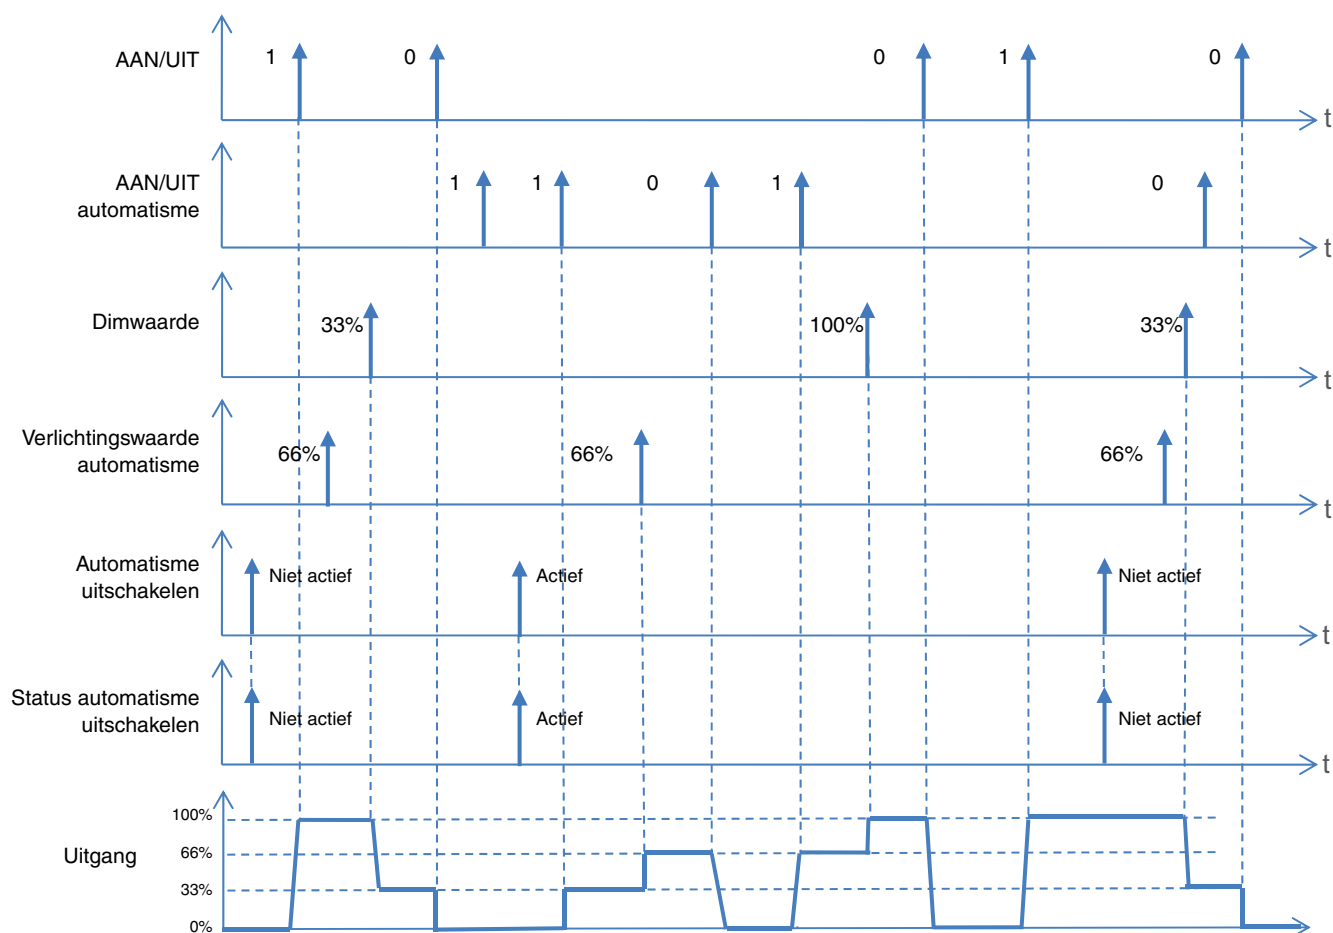 AAN/UIT
1
0
0
1
0
t
AAN/UIT
automatisme
1
1
0
1
0
t
Dimwaarde
33%
100%
33%
t
Verlichtingswaarde
automatisme
66%
66%
66%
t
Automatisme
uitschakelen
Niet actief
Actief
Niet actief
t
Status automatisme
uitschakelen
Niet actief
Actief
Niet actief
t
Uitgang
100%
66%
33%
0%